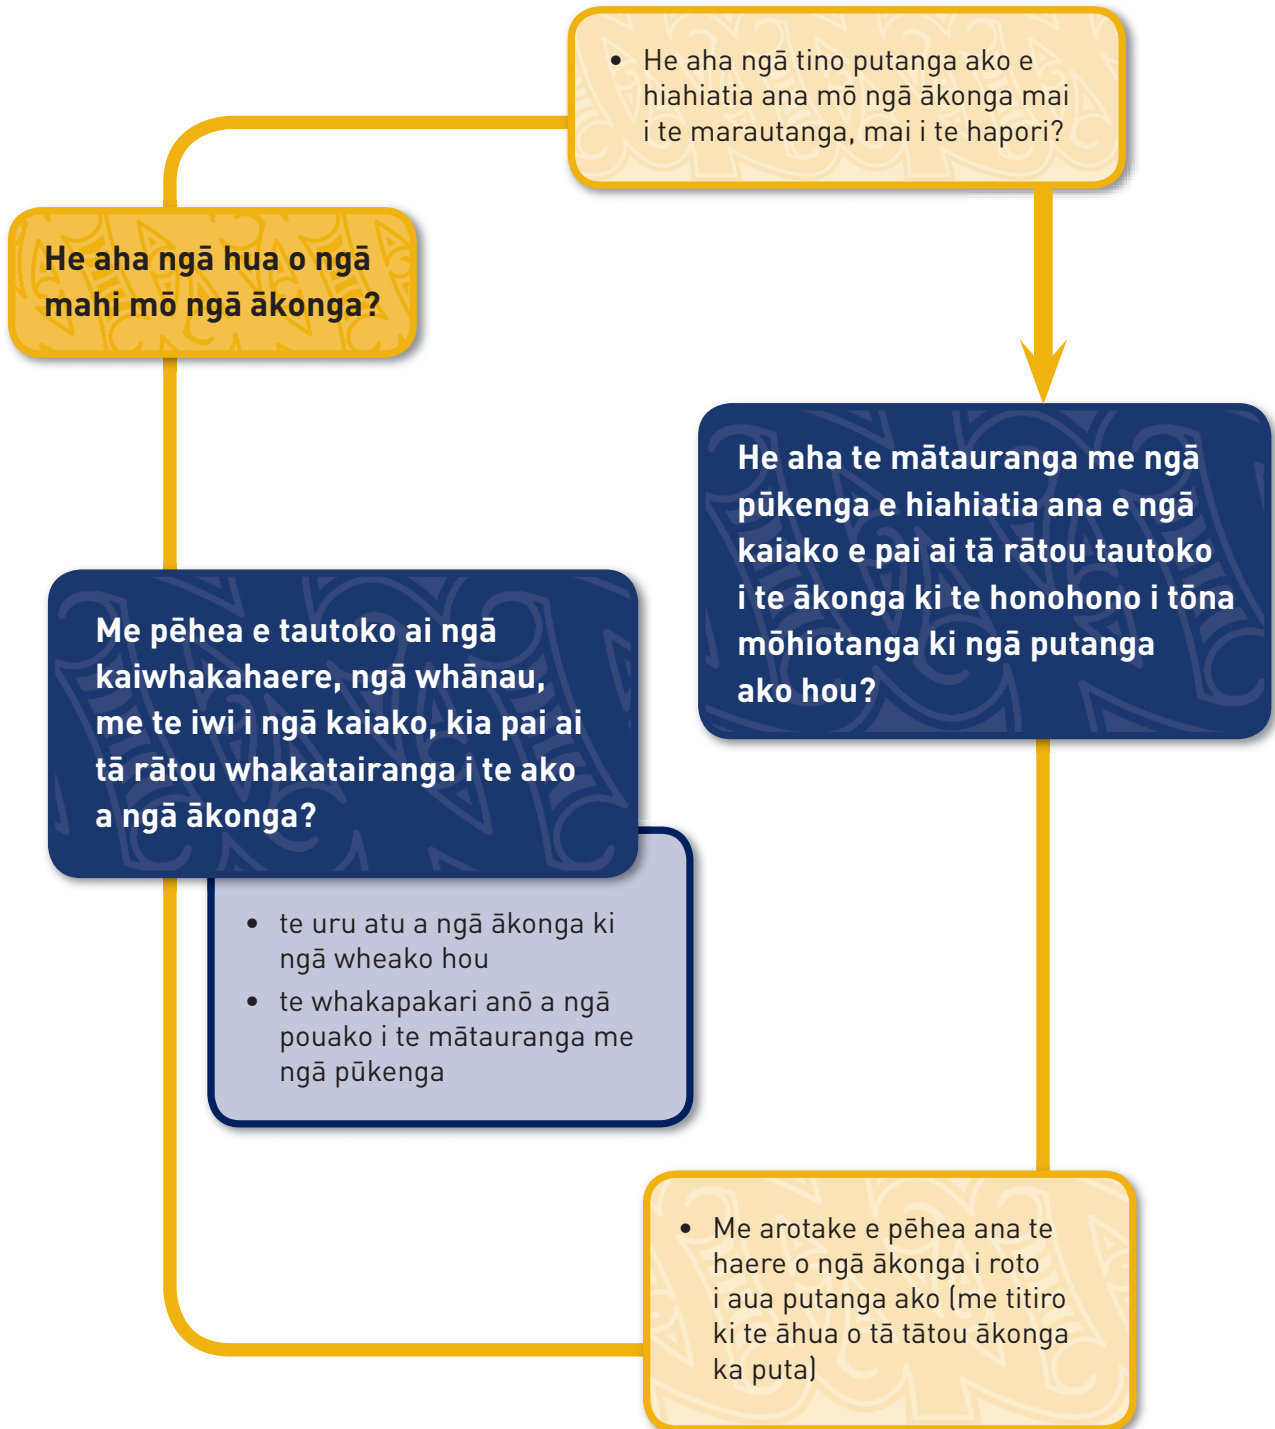 • He aha ngā tino putanga ako e
hiahiatia ana mō ngā ākonga mai
i te marautanga, mai i te hapori?
He aha ngā hua o ngā
mahi mō ngā ākonga?
He aha te mātauranga me ngā
pūkenga e hiahiatia ana e ngā
kaiako e pai ai tā rātou tautoko
i te ākonga ki te honohono i tōna
mōhiotanga ki ngā putanga
ako hou?
Me pēhea e tautoko ai ngā
kaiwhakahaere, ngā whānau,
me te iwi i ngā kaiako, kia pai ai
tā rātou whakatairanga i te ako
a ngā ākonga?
• te uru atu a ngā ākonga ki
ngā wheako hou
• te whakapakari anō a ngā
pouako i te mātauranga me
ngā pūkenga
• Me arotake e pēhea ana te
haere o ngā ākonga i roto
i aua putanga ako (me titiro
ki te āhua o tā tātou ākonga
ka puta)